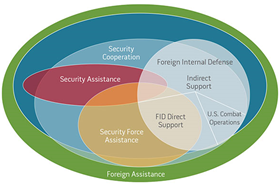 Security
Cooperation
Foreign Internal Defense
Security Assistance
Indirect
Support
U.S. Combat
Operations
FID Direct
Support
Security Force
Assistance
Foreign Assistance